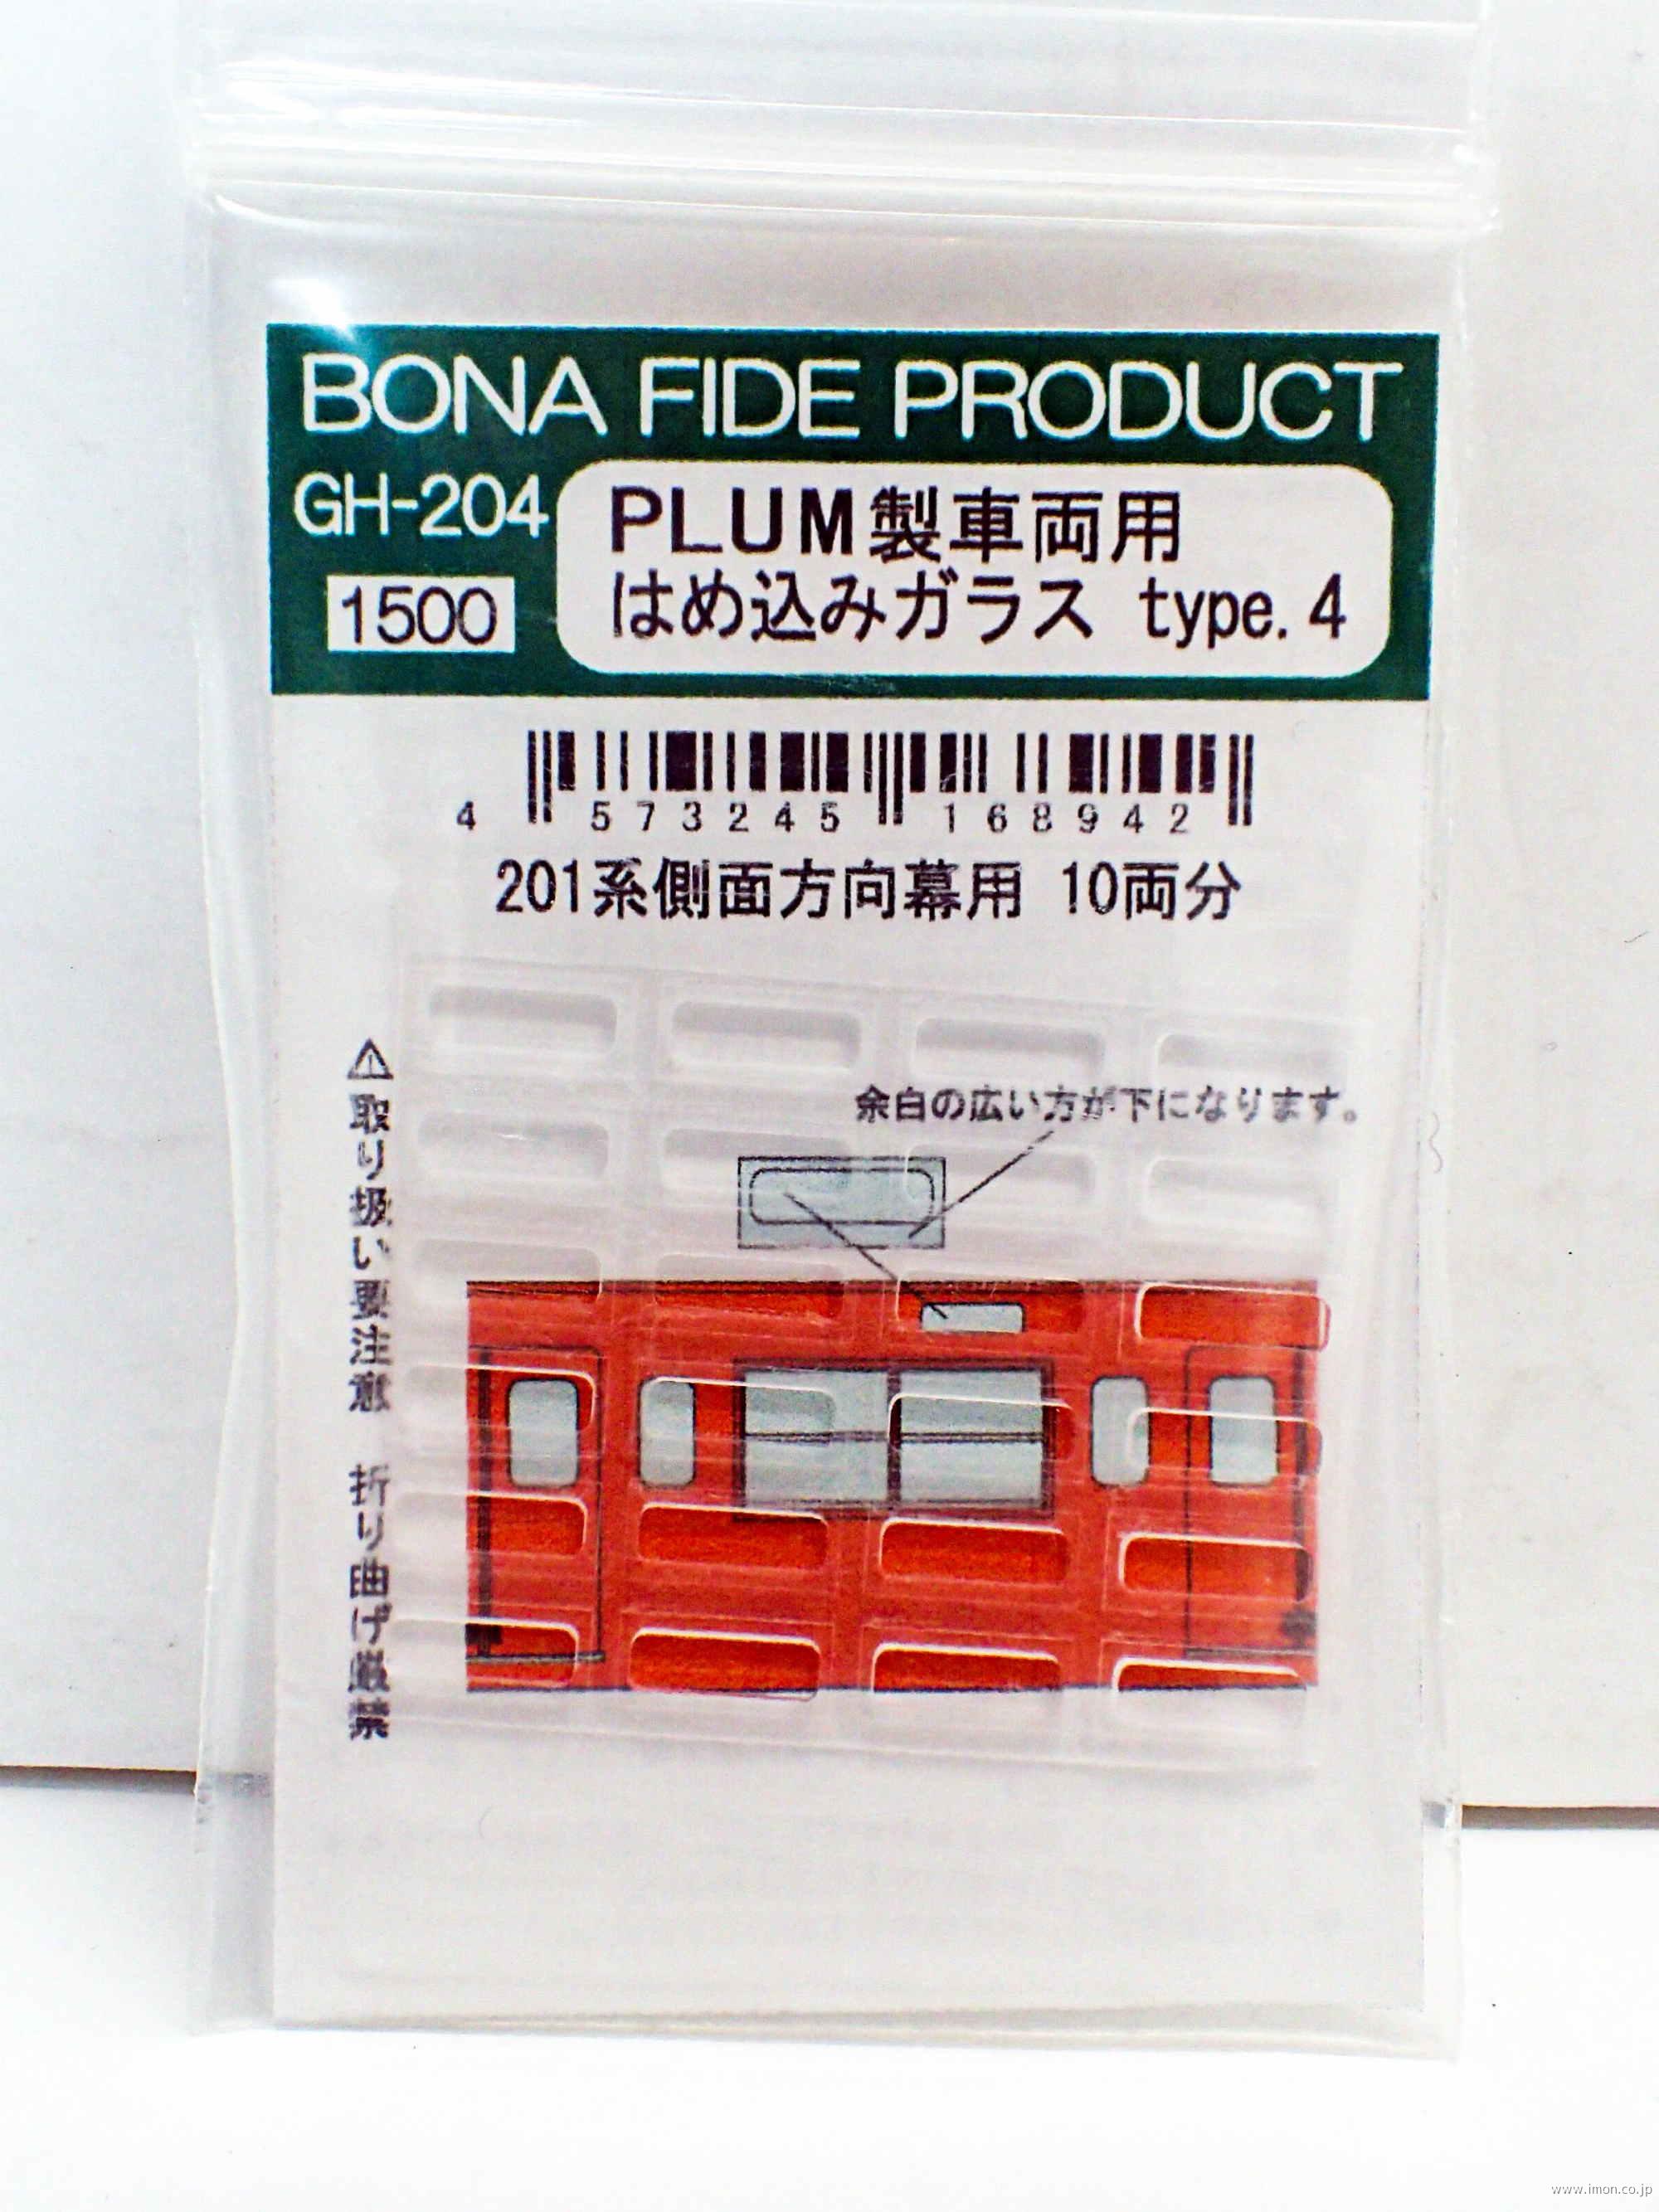 BONA FIDE PRODUCT
GH-204
1500
PLUM製車両用
はめ込みガラス type.4
4 573245 168942
201系側面方向幕用 10両分
余白の広い方が下になります。
⚠取り扱い要注意 折り曲げ厳禁
www.imon.co.jp